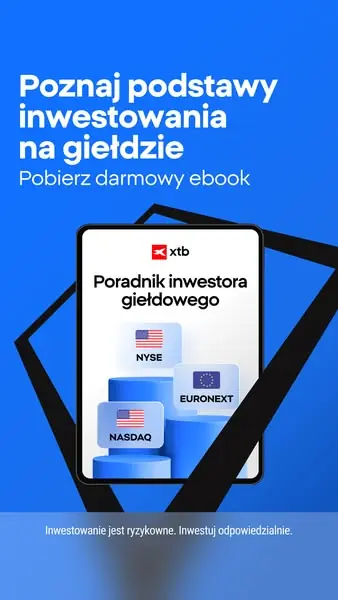 Poznaj podstawy
inwestowania
na giełdzie
Pobierz darmowy ebook
xtb
Poradnik inwestora
giełdowego
NYSE
EURONEXT
NASDAQ
Inwestowanie jest ryzykowne. Inwestuj odpowiedzialnie.